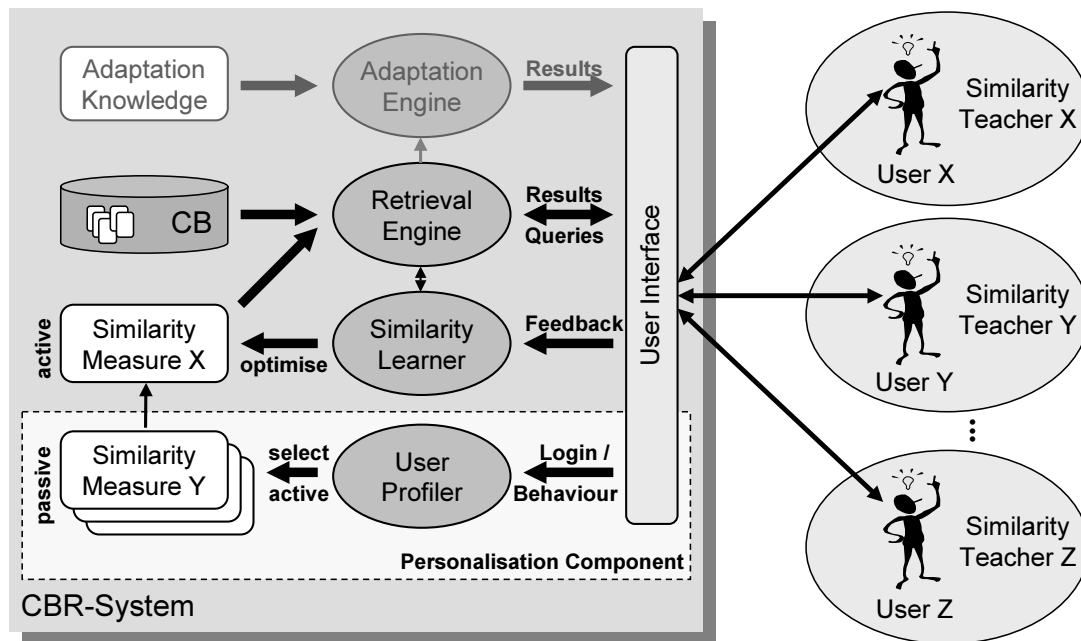 Adaptation
Knowledge
Adaptation
Engine
Results
CB
Retrieval
Engine
Results
Queries
active
Similarity
Measure X
optimise
Similarity
Learner
Feedback
passive
Similarity
Measure Y
select
active
User
Profiler
Login /
Behaviour
Personalisation Component
CBR-System
User Interface
Similarity
Teacher X
User X
Similarity
Teacher Y
User Y
...
Similarity
Teacher Z
User Z